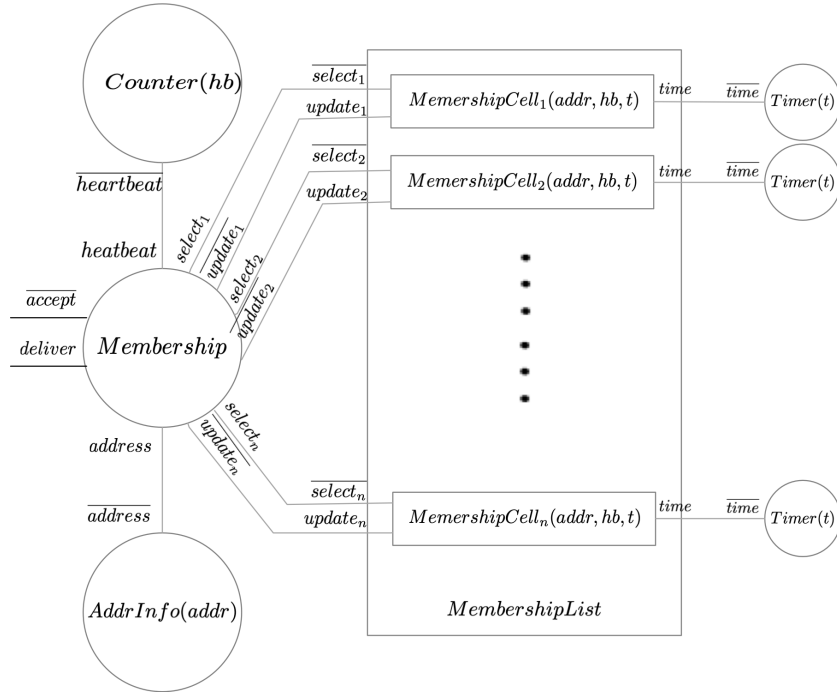 Counter(hb)
heartbeat
heatbeat
accept
deliver
Membership
address
address
AddrInfo(addr)
select₁
update₁
select₂
update₂
selectₙ
updateₙ
select₁
update₁
select₂
update₂
selectₙ
updateₙ
MemershipCell₁(addr, hb, t)
time
time
Timer(t)
MemershipCell₂(addr, hb, t)
time
time
Timer(t)
MemershipCellₙ(addr, hb, t)
time
time
Timer(t)
MembershipList